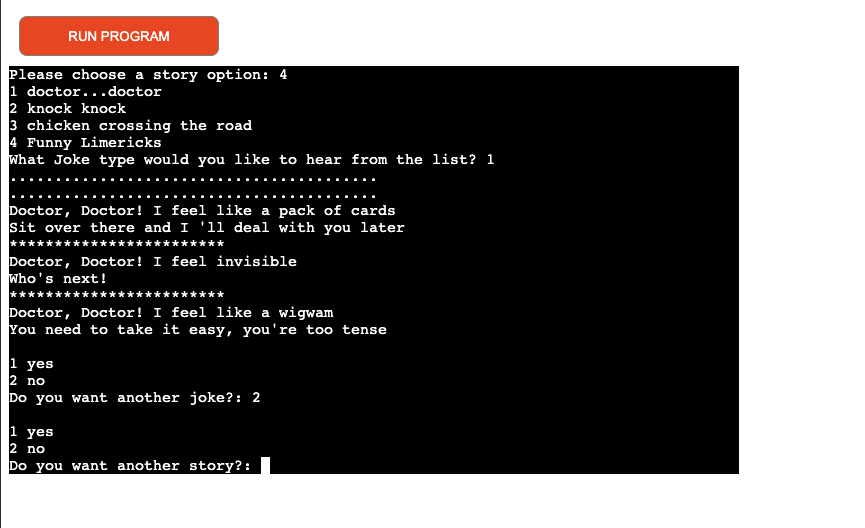 RUN PROGRAM
Please choose a story option: 4
1 doctor...doctor
2 knock knock
3 chicken crossing the road
4 Funny Limericks
What Joke type would you like to hear from the list? 1
.........................................
.........................................
Doctor, Doctor! I feel like a pack of cards
Sit over there and I 'll deal with you later
************************
Doctor, Doctor! I feel invisible
Who's next!
************************
Doctor, Doctor! I feel like a wigwam
You need to take it easy, you're too tense
1 yes
2 no
Do you want another joke?: 2
1 yes
2 no
Do you want another story?: